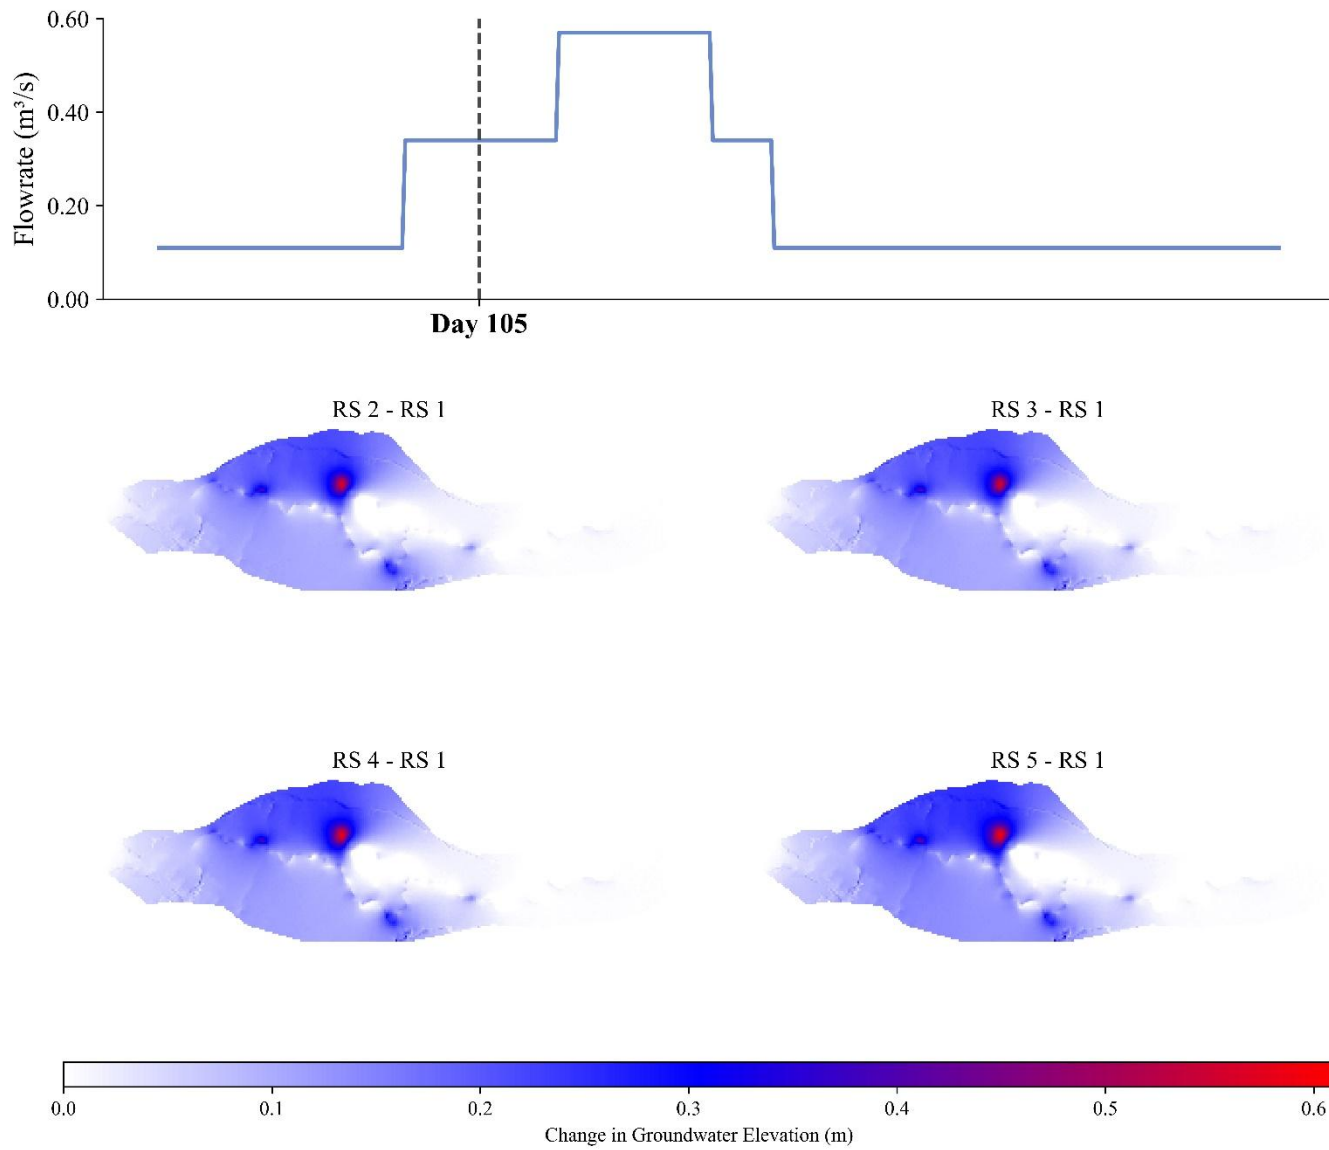 0.60
0.40
0.20
0.00
Flowrate (m³/s)
Day 105
RS 2 - RS 1
RS 3 - RS 1
RS 4 - RS 1
RS 5 - RS 1
0.0 0.1 0.2 0.3 0.4 0.5 0.6
Change in Groundwater Elevation (m)